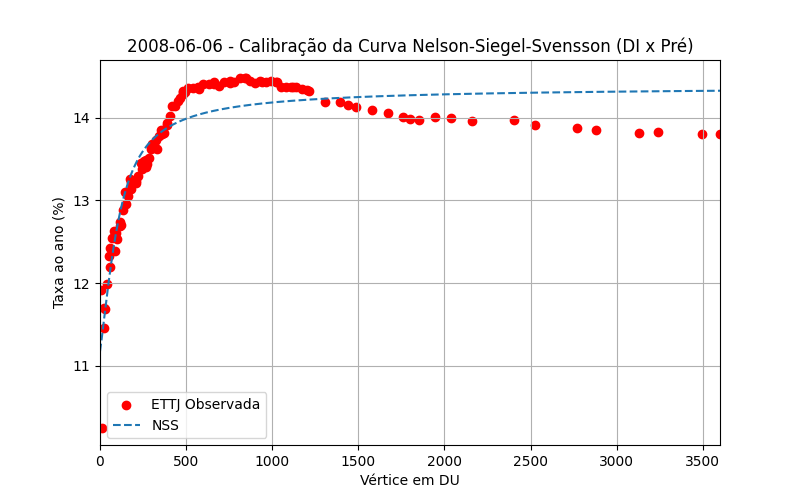 2008-06-06 - Calibração da Curva Nelson-Siegel-Svensson (DI x Pré)
Taxa ao ano (%)
14
13
12
11
ETTJ Observada
NSS
0
500
1000
1500
2000
2500
3000
3500
Vértice em DU